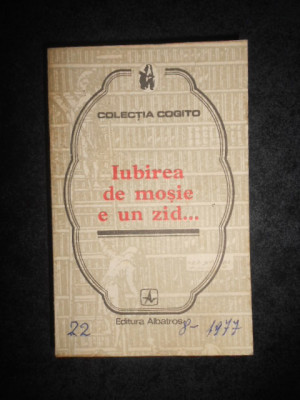 COLECȚIA COGITO
Iubirea
de moșie
e un zid...
Editura Albatros
22 8-1977